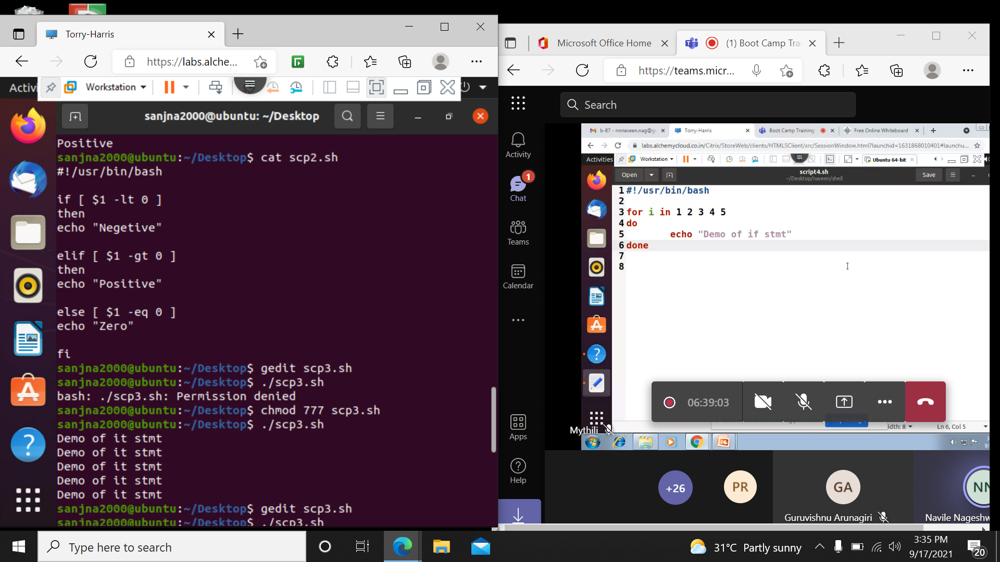 Torry-Harris
https://labs.alche...
Activi
Workstation
sanjna2000@ubuntu: ~/Desktop
Positive
sanjna2000@ubuntu:~/Desktop$ cat scp2.sh
#!/usr/bin/bash
if [ $1 -lt 0 ]
then
echo "Negetive"
elif [ $1 -gt 0 ]
then
echo "Positive"
else [ $1 -eq 0 ]
echo "Zero"
fi
sanjna2000@ubuntu:~/Desktop$ gedit scp3.sh
sanjna2000@ubuntu:~/Desktop$ ./scp3.sh
bash: ./scp3.sh: Permission denied
sanjna2000@ubuntu:~/Desktop$ chmod 777 scp3.sh
sanjna2000@ubuntu:~/Desktop$ ./scp3.sh
Demo of it stmt
Demo of it stmt
Demo of it stmt
Demo of it stmt
Demo of it stmt
sanjna2000@ubuntu:~/Desktop$ gedit scp3.sh
sanjna2000@ubuntu:~/Desktop$ ./scp3.sh
Microsoft Office Home
(1) Boot Camp Trai
https://teams.micr...
Search
Activity
1
Chat
Teams
Calendar
Apps
Help
b-87 - nnnaveen.nag@g
Torry-Harris
Boot Camp Training
Free Online Whiteboard
labs.alchemycloud.co.in/Citrix/StoreWeb/clients/HTML5Client/src/SessionWindow.html?launchid=1631868010401#launchu...
Activities
Workstation
Ubuntu 64-bit
Open
script4.sh
~/Desktop/naveen/shell
Save
1 #!/usr/bin/bash
2
3 for i in 1 2 3 4 5
4 do
5 echo "Demo of if stmt"
6 done
7
8
06:39:03
idth: 8
Ln 6, Col 5
Mythili
+26
PR
GA
NN
Guruvishnu Arunagiri
Navile Nageshw
Type here to search
31°C Partly sunny
3:35 PM
9/17/2021
20